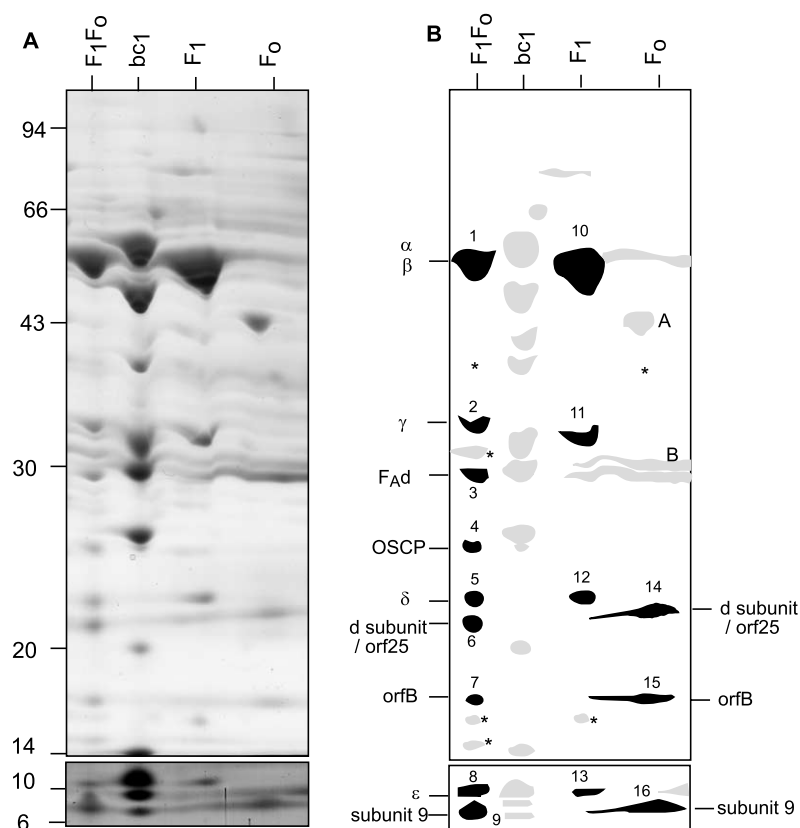 A
F1Fo
bc1
F1
Fo
94
66
43
30
20
14
10
6
B
F1Fo
bc1
F1
Fo
1
10
α
β
A
*
*
2
11
γ
*
B
FAd
3
4
OSCP
5
12
14
δ
d subunit
/ orf25
6
d subunit
/ orf25
7
15
orfB
orfB
*
*
*
8
13
16
ε
subunit 9
9
subunit 9